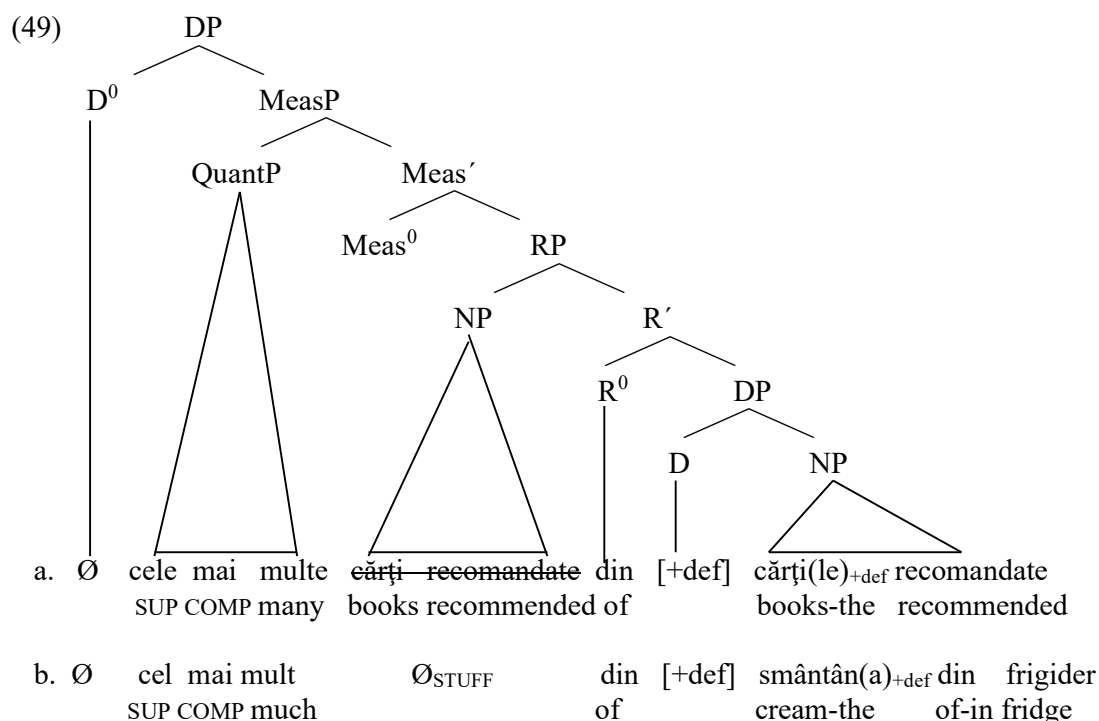 (49) DP
D⁰ MeasP
QuantP Meas´
Meas⁰ RP
NP R´
R⁰ DP
D NP
a. Ø cele mai multe cărţi recomandate din [+def] cărţi(le)+def recomandate
SUP COMP many books recommended of books-the recommended
b. Ø cel mai mult ØSTUFF din [+def] smântân(a)+def din frigider
SUP COMP much of cream-the of-in fridge